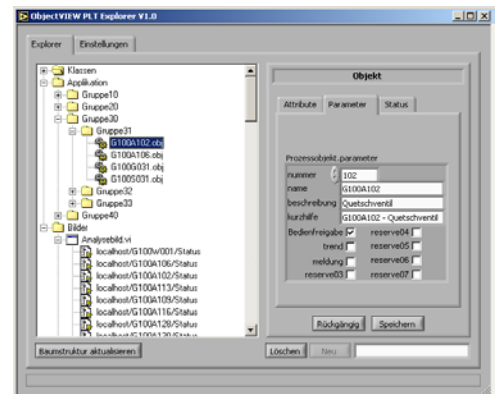 ObjectVIEW PLT Explorer V1.0
Explorer Einstellungen
Klassen
Applikation
Gruppe10
Gruppe20
Gruppe30
Gruppe31
G100A102.obj
G100A106.obj
G100G031.obj
G100S031.obj
Gruppe32
Gruppe33
Gruppe40
Bilder
Analysebild.vi
localhost/G100W001/Status
localhost/G100A106/Status
localhost/G100A102/Status
localhost/G100A113/Status
localhost/G100A109/Status
localhost/G100A116/Status
localhost/G100A128/Status
Baumstruktur aktualisieren
Objekt
Attribute Parameter Status
Prozessobjekt.parameter
nummer 102
name G100A102
beschreibung Quetschventil
kurzhilfe G100A102 - Quetschventil
Bedienfreigabe reserve04
trend reserve05
meldung reserve06
reserve03 reserve07
Rückgängig Speichern
Löschen Neu